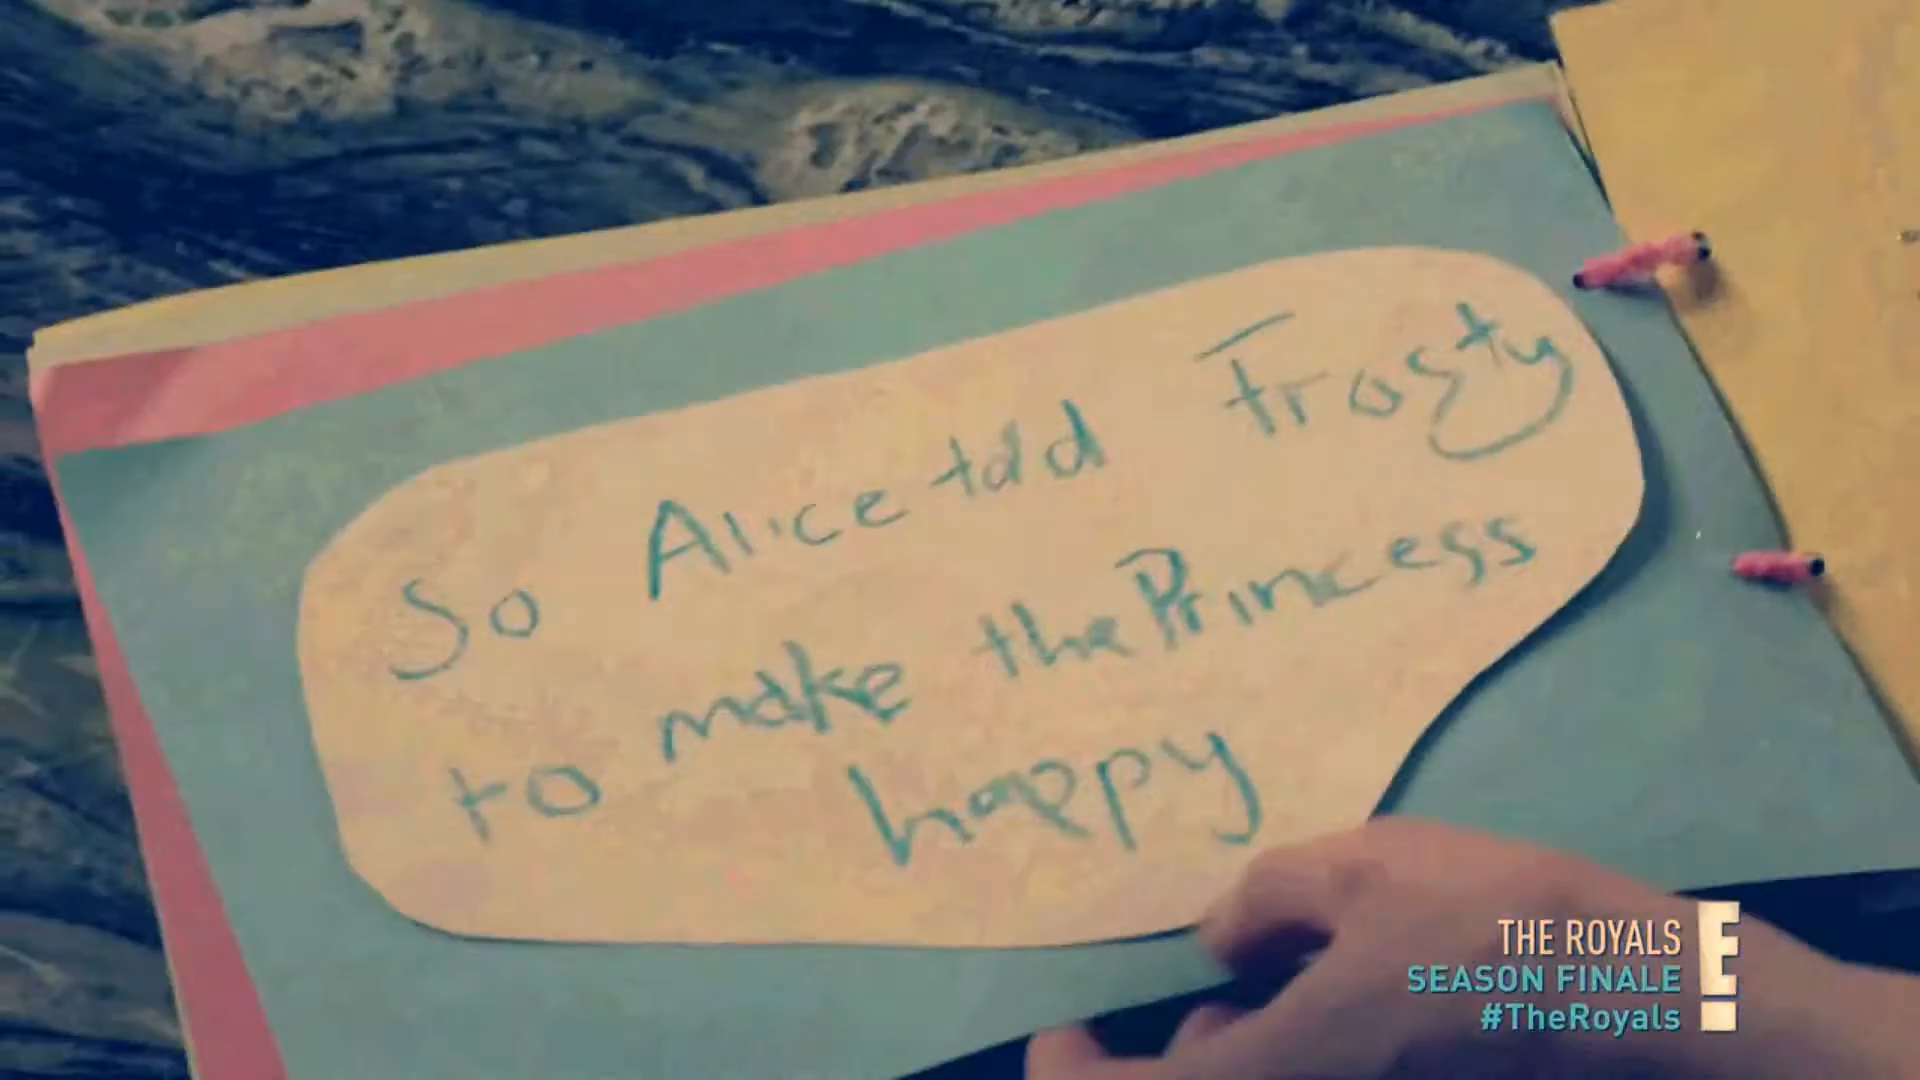 So Alice told Frosty
to make the Princess
happy
THE ROYALS
SEASON FINALE
#TheRoyals
E!